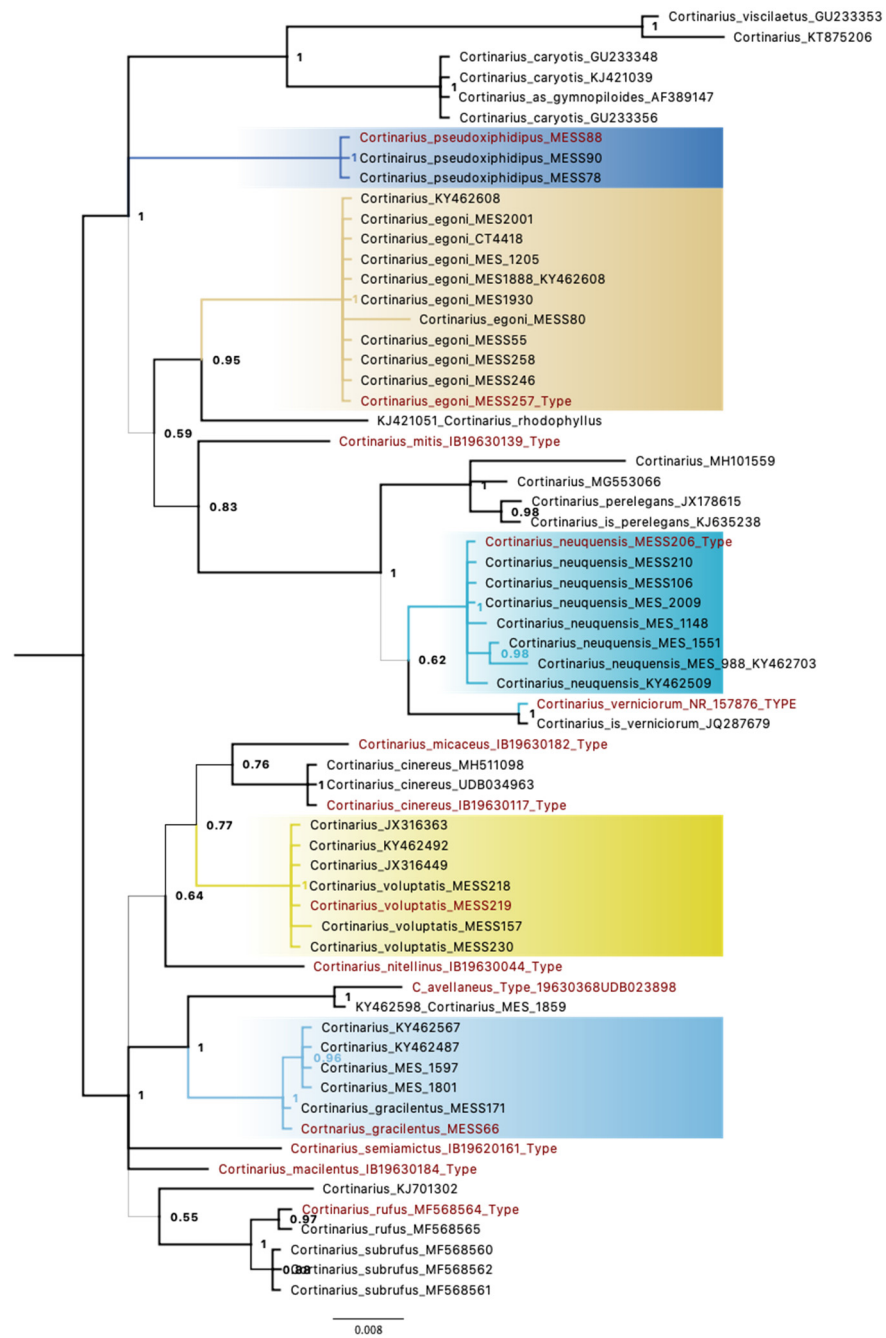 Cortinarius_viscilaetus_GU233353
1
Cortinarius_KT875206
1
Cortinarius_caryotis_GU233348
Cortinarius_caryotis_KJ421039
1
Cortinarius_as_gymnopiloides_AF389147
Cortinarius_caryotis_GU233356
Cortinarius_pseudoxiphidipus_MESS88
1 Cortinairus_pseudoxiphidipus_MESS90
Cortinarius_pseudoxiphidipus_MESS78
Cortinarius_KY462608
1
Cortinarius_egoni_MES2001
Cortinarius_egoni_CT4418
Cortinarius_egoni_MES_1205
Cortinarius_egoni_MES1888_KY462608
1 Cortinarius_egoni_MES1930
Cortinarius_egoni_MESS80
Cortinarius_egoni_MESS55
0.95
Cortinarius_egoni_MESS258
Cortinarius_egoni_MESS246
Cortinarius_egoni_MESS257_Type
KJ421051_Cortinarius_rhodophyllus
0.59
Cortinarius_mitis_IB19630139_Type
Cortinarius_MH101559
1
Cortinarius_MG553066
0.83
Cortinarius_perelegans_JX178615
0.98
Cortinarius_is_perelegans_KJ635238
Cortinarius_neuquensis_MESS206_Type
Cortinarius_neuquensis_MESS210
1
Cortinarius_neuquensis_MESS106
1 Cortinarius_neuquensis_MES_2009
Cortinarius_neuquensis_MES_1148
Cortinarius_neuquensis_MES_1551
0.98
0.62
Cortinarius_neuquensis_MES_988_KY462703
Cortinarius_neuquensis_KY462509
Cortinarius_verniciorum_NR_157876_TYPE
1
Cortinarius_is_verniciorum_JQ287679
Cortinarius_micaceus_IB19630182_Type
0.76
Cortinarius_cinereus_MH511098
1 Cortinarius_cinereus_UDB034963
Cortinarius_cinereus_IB19630117_Type
0.77
Cortinarius_JX316363
Cortinarius_KY462492
Cortinarius_JX316449
1 Cortinarius_voluptatis_MESS218
0.64
Cortinarius_voluptatis_MESS219
Cortinarius_voluptatis_MESS157
Cortinarius_voluptatis_MESS230
Cortinarius_nitellinus_IB19630044_Type
C_avellaneus_Type_19630368UDB023898
1
KY462598_Cortinarius_MES_1859
Cortinarius_KY462567
1
Cortinarius_KY462487
0.96
Cortinarius_MES_1597
Cortinarius_MES_1801
1
1
Cortinarius_gracilentus_MESS171
Cortnarius_gracilentus_MESS66
Cortinarius_semiamictus_IB19620161_Type
Cortinarius_macilentus_IB19630184_Type
Cortinarius_KJ701302
0.55
Cortinarius_rufus_MF568564_Type
0.97
Cortinarius_rufus_MF568565
1
Cortinarius_subrufus_MF568560
Cortinarius_subrufus_MF568562
Cortinarius_subrufus_MF568561
0.008